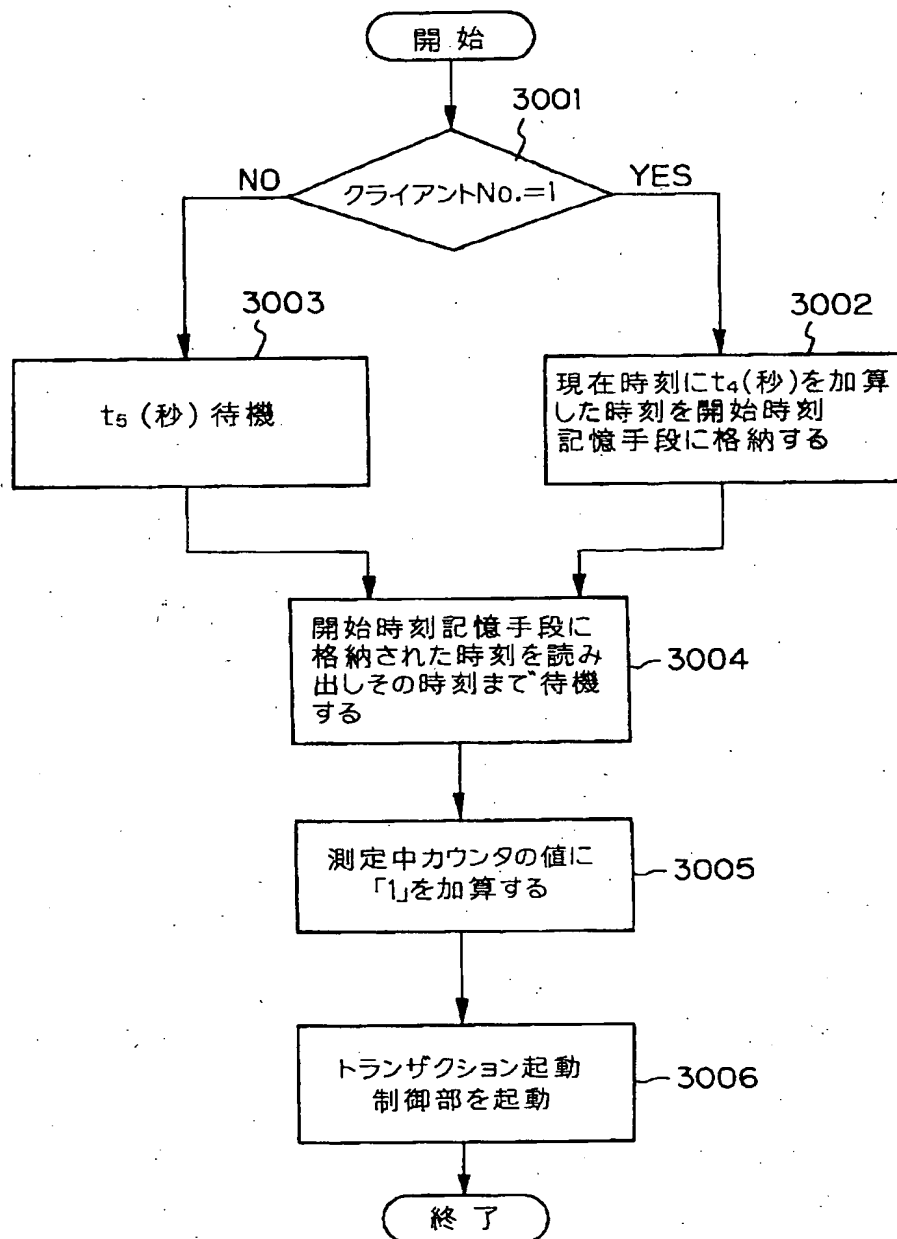 開始
3001
クライアントNo.=1
NO
YES
3003
t₅(秒)待機
3002
現在時刻にt₄(秒)を加算
した時刻を開始時刻
記憶手段に格納する
開始時刻記憶手段に
格納された時刻を読み
出しその時刻まで待機
する
3004
測定中カウンタの値に
「1」を加算する
3005
トランザクション起動
制御部を起動
3006
終了